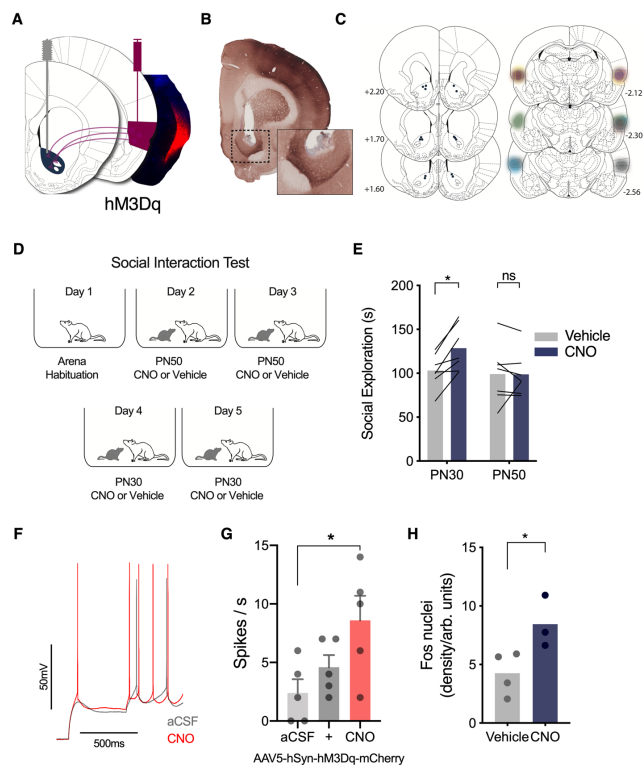 A
B
C
hM3Dq
+2.20
+1.70
+1.60
-2.12
-2.30
-2.56
D
Social Interaction Test
Day 1
Day 2
Day 3
Arena
Habituation
PN50
CNO or Vehicle
PN50
CNO or Vehicle
Day 4
Day 5
PN30
CNO or Vehicle
PN30
CNO or Vehicle
E
Social Exploration (s)
200
150
100
50
0
*
ns
Vehicle
CNO
PN30
PN50
F
50mV
500ms
aCSF
CNO
G
Spikes / s
15
10
5
0
*
aCSF
+
CNO
AAV5-hSyn-hM3Dq-mCherry
H
Fos nuclei
(density/arb. units)
15
10
5
0
*
Vehicle
CNO